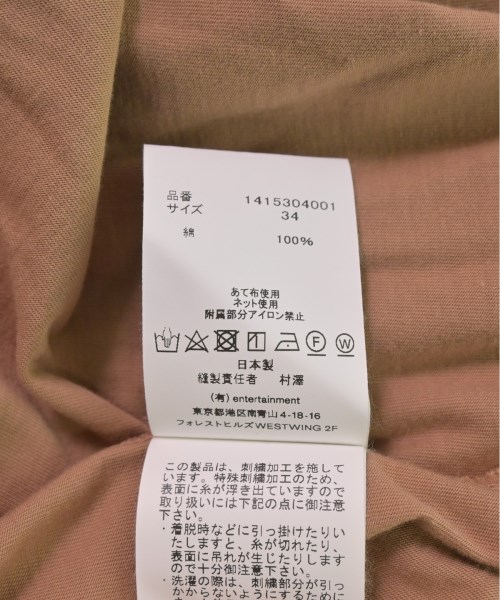 品番 1415304001
サイズ 34
綿 100%
あて布使用
ネット使用
附属部分アイロン禁止
日本製
縫製責任者 村澤
(有) entertainment
東京都港区南青山4-18-16
フォレストヒルズWESTWING 2F
この製品は、刺繍加工を施して
います。特殊刺繍加工のため、
表面に糸が浮き出ていますので
取り扱いには下記の点に御注意
下さい。
・着脱時などに引っ掛けたりい
たしますと、糸が切れたり、
表面に吊れが生じたりします
ので十分御注意下さい。
・洗濯の際は、刺繍部分が引っ
かからないようにするために